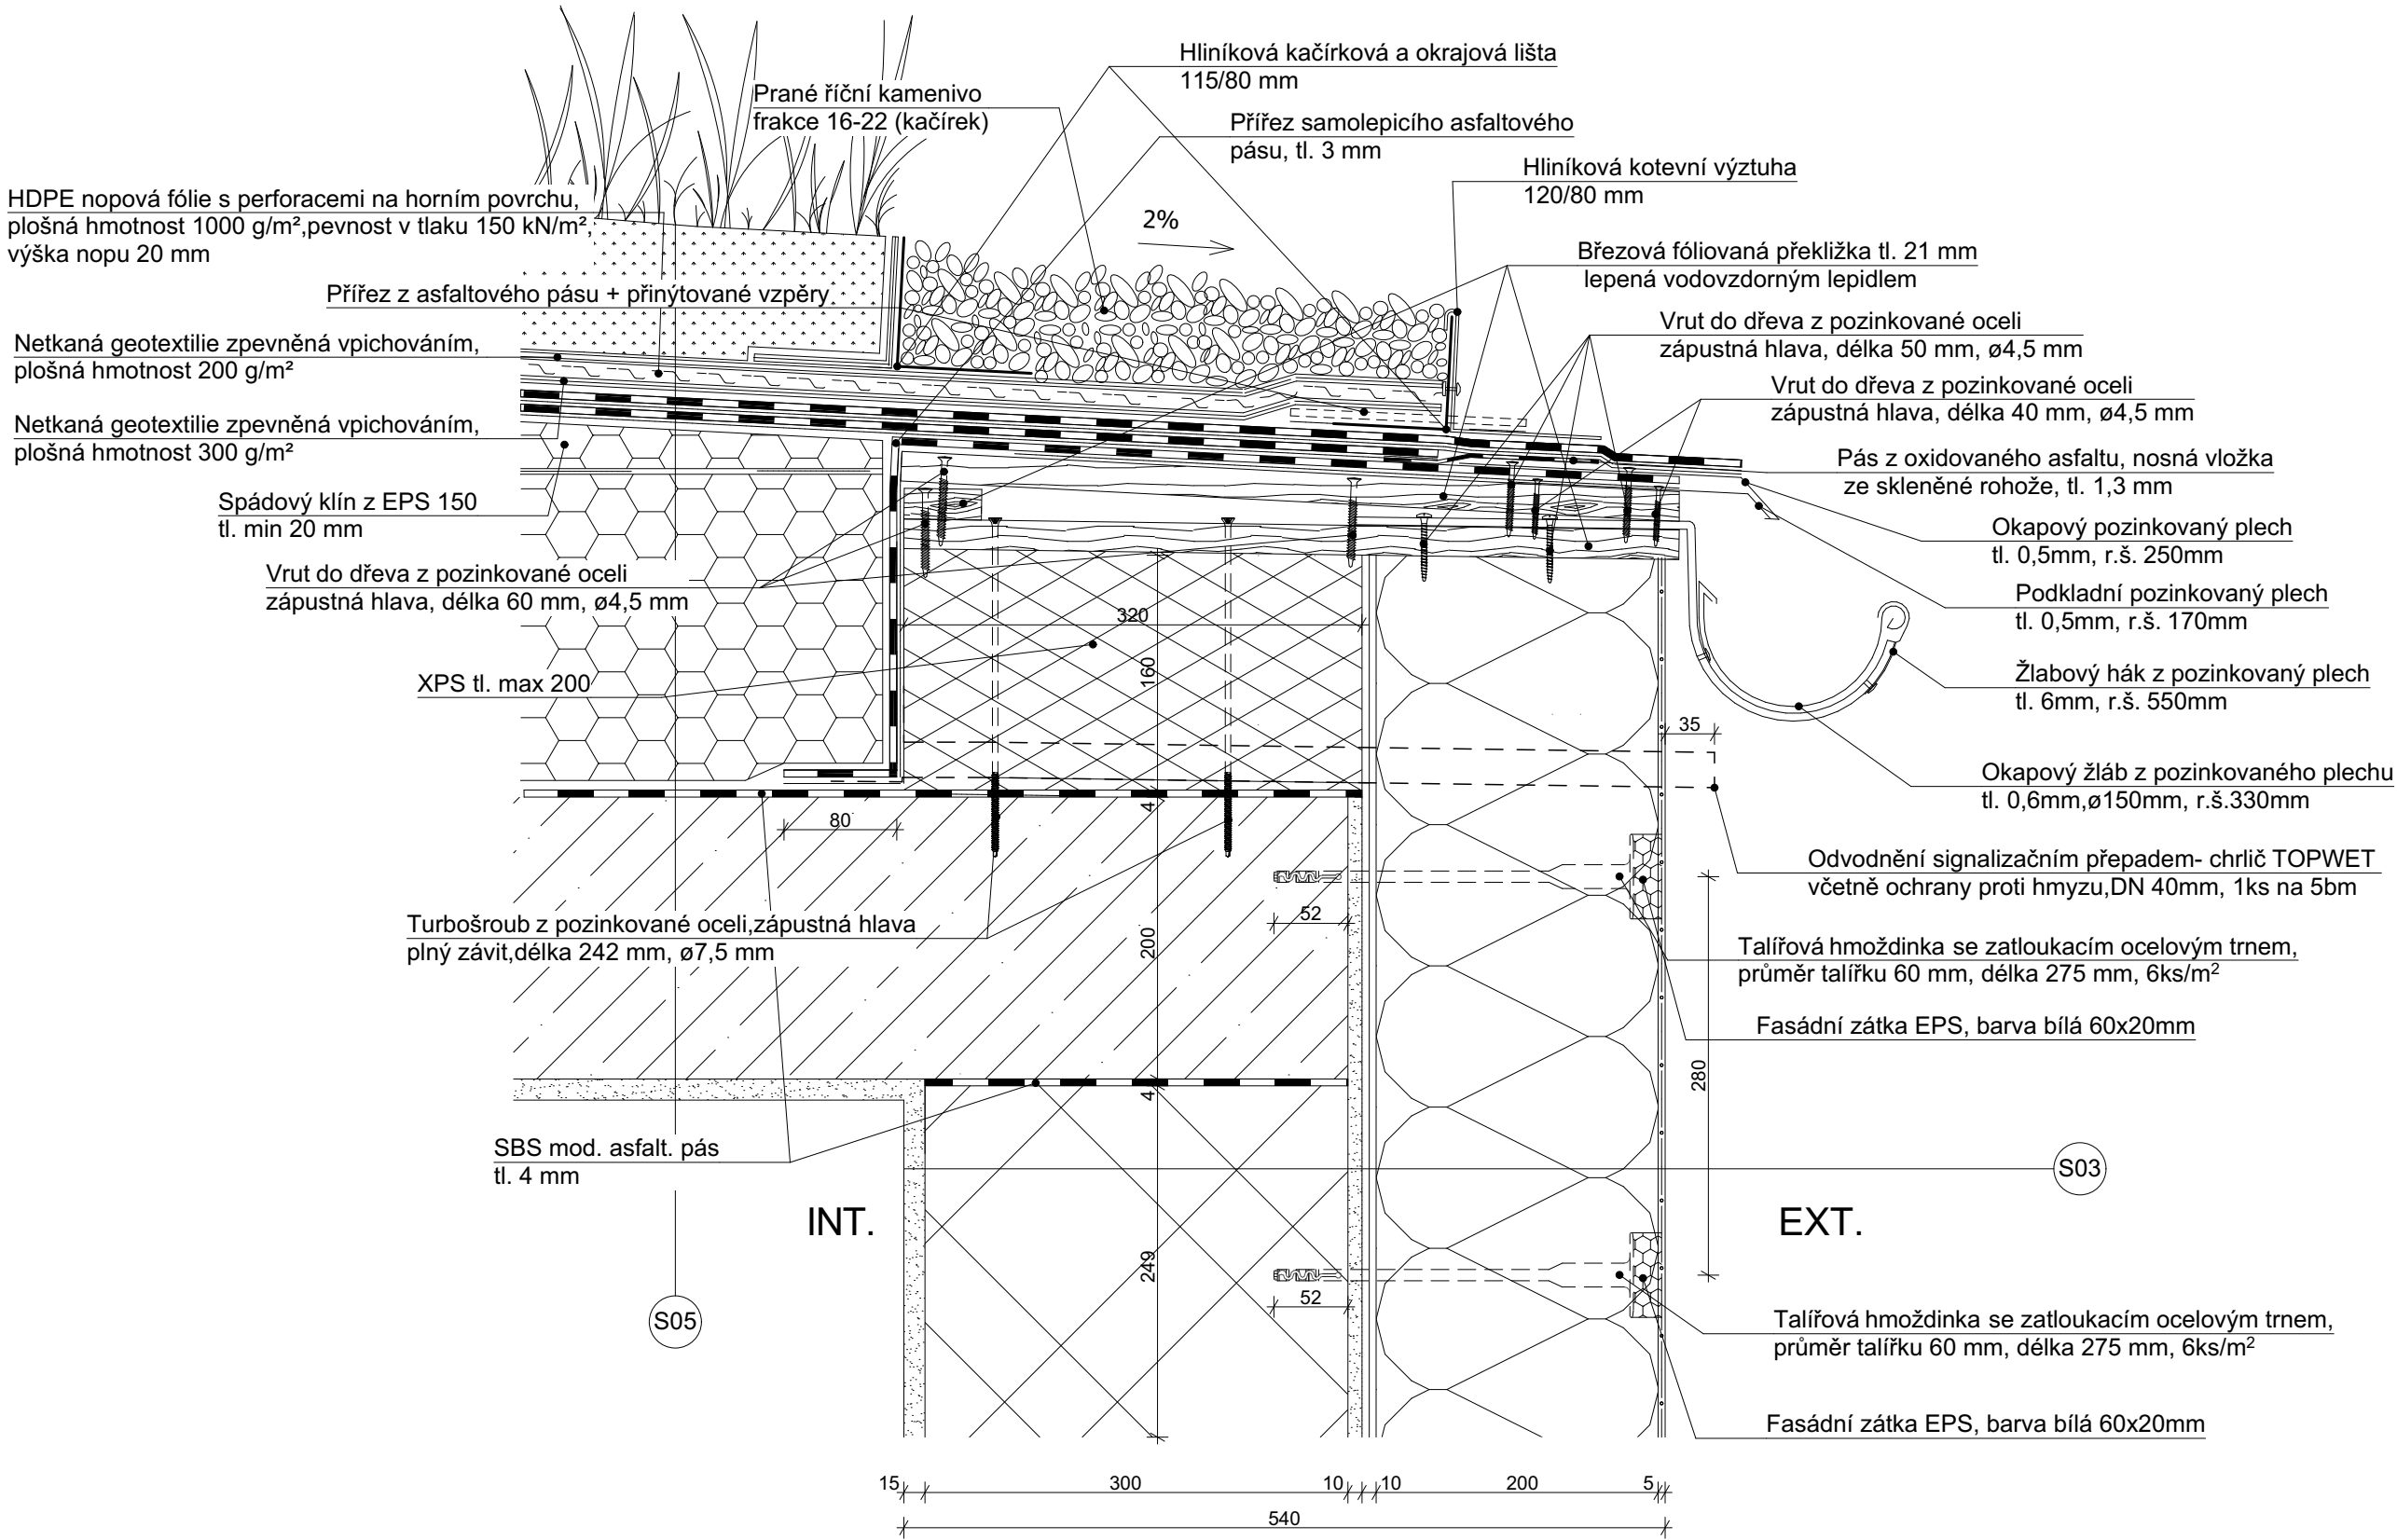 Hliníková kačírková a okrajová lišta
115/80 mm
Prané říční kamenivo
frakce 16-22 (kačírek)
Přířez samolepicího asfaltového
pásu, tl. 3 mm
Hliníková kotevní výztuha
120/80 mm
HDPE nopová fólie s perforacemi na horním povrchu,
plošná hmotnost 1000 g/m²,pevnost v tlaku 150 kN/m²,
výška nopu 20 mm
2%
Březová fóliovaná překližka tl. 21 mm
lepená vodovzdorným lepidlem
Přířez z asfaltového pásu + přinýtované vzpěry
Vrut do dřeva z pozinkované oceli
zápustná hlava, délka 50 mm, ø4,5 mm
Netkaná geotextilie zpevněná vpichováním,
plošná hmotnost 200 g/m²
Vrut do dřeva z pozinkované oceli
zápustná hlava, délka 40 mm, ø4,5 mm
Netkaná geotextilie zpevněná vpichováním,
plošná hmotnost 300 g/m²
Pás z oxidovaného asfaltu, nosná vložka
ze skleněné rohože, tl. 1,3 mm
Spádový klín z EPS 150
tl. min 20 mm
Okapový pozinkovaný plech
tl. 0,5mm, r.š. 250mm
Vrut do dřeva z pozinkované oceli
zápustná hlava, délka 60 mm, ø4,5 mm
Podkladní pozinkovaný plech
tl. 0,5mm, r.š. 170mm
320
160
XPS tl. max 200
Žlabový hák z pozinkovaný plech
tl. 6mm, r.š. 550mm
35
Okapový žláb z pozinkovaného plechu
tl. 0,6mm,ø150mm, r.š.330mm
4
80
Odvodnění signalizačním přepadem- chrlič TOPWET
včetně ochrany proti hmyzu,DN 40mm, 1ks na 5bm
52
Turbošroub z pozinkované oceli,zápustná hlava
plný závit,délka 242 mm, ø7,5 mm
200
Talířová hmoždinka se zatloukacím ocelovým trnem,
průměr talířku 60 mm, délka 275 mm, 6ks/m²
Fasádní zátka EPS, barva bílá 60x20mm
280
4
SBS mod. asfalt. pás
tl. 4 mm
S03
INT.
EXT.
249
52
S05
Talířová hmoždinka se zatloukacím ocelovým trnem,
průměr talířku 60 mm, délka 275 mm, 6ks/m²
Fasádní zátka EPS, barva bílá 60x20mm
15 300 10 10 200 5
540